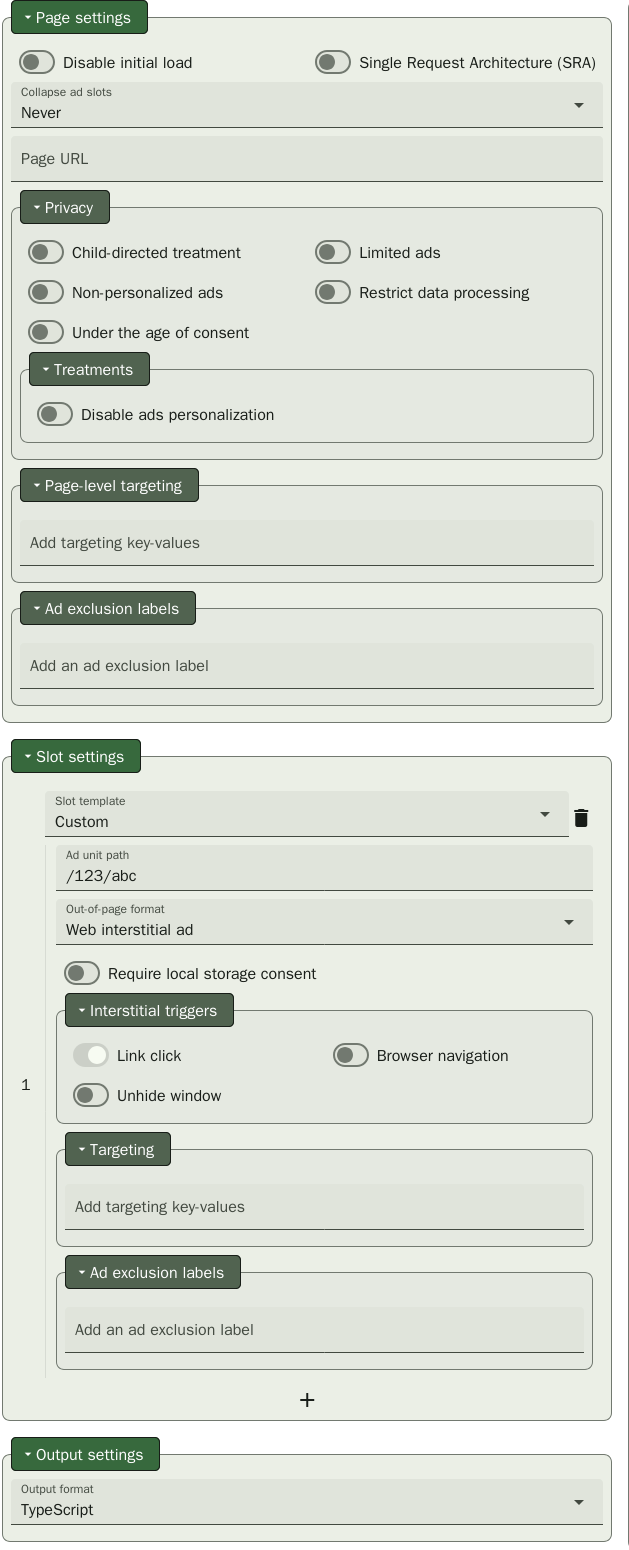 Page settings
Disable initial load
Single Request Architecture (SRA)
Collapse ad slots
Never
Page URL
Privacy
Child-directed treatment
Limited ads
Non-personalized ads
Restrict data processing
Under the age of consent
Treatments
Disable ads personalization
Page-level targeting
Add targeting key-values
Ad exclusion labels
Add an ad exclusion label
Slot settings
Slot template
Custom
Ad unit path
/123/abc
Out-of-page format
Web interstitial ad
Require local storage consent
Interstitial triggers
Link click
Browser navigation
1
Unhide window
Targeting
Add targeting key-values
Ad exclusion labels
Add an ad exclusion label
+
Output settings
Output format
TypeScript